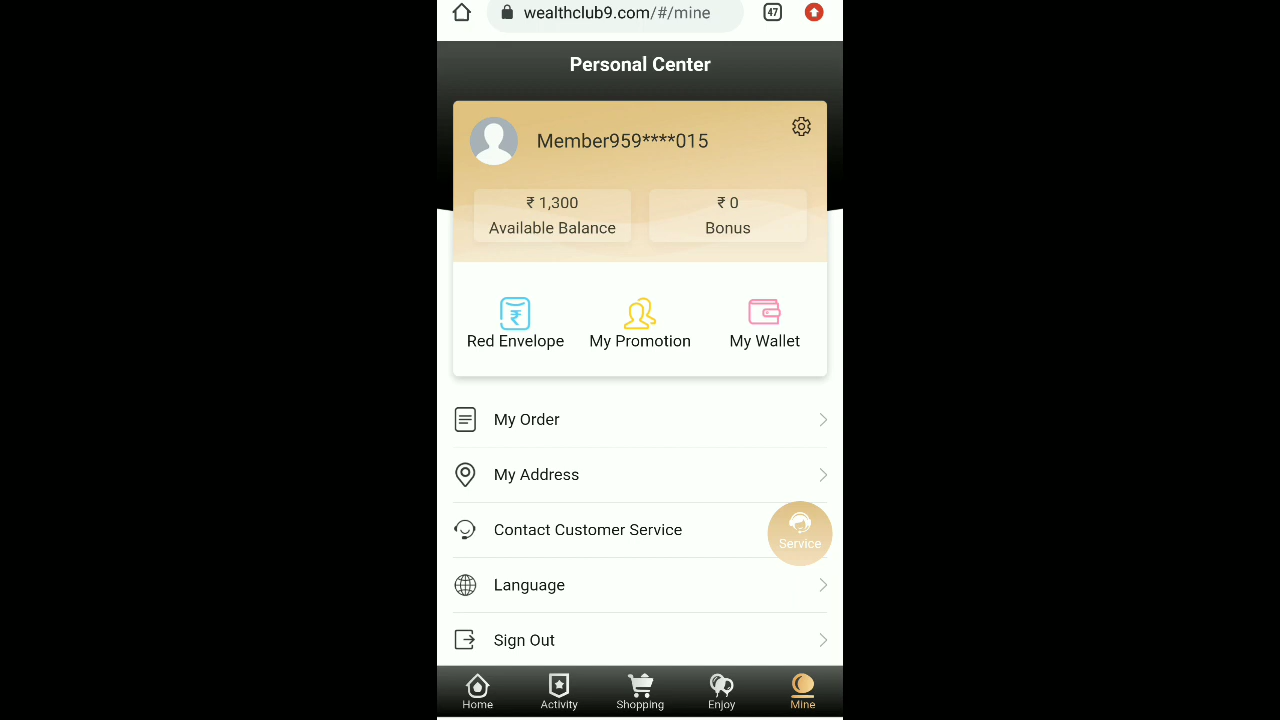 wealthclub9.com/#/mine
47
Personal Center
Member959****015
₹ 1,300
Available Balance
₹ 0
Bonus
₹
Red Envelope
My Promotion
My Wallet
My Order
My Address
Contact Customer Service
Service
Language
Sign Out
Home
Activity
Shopping
Enjoy
Mine